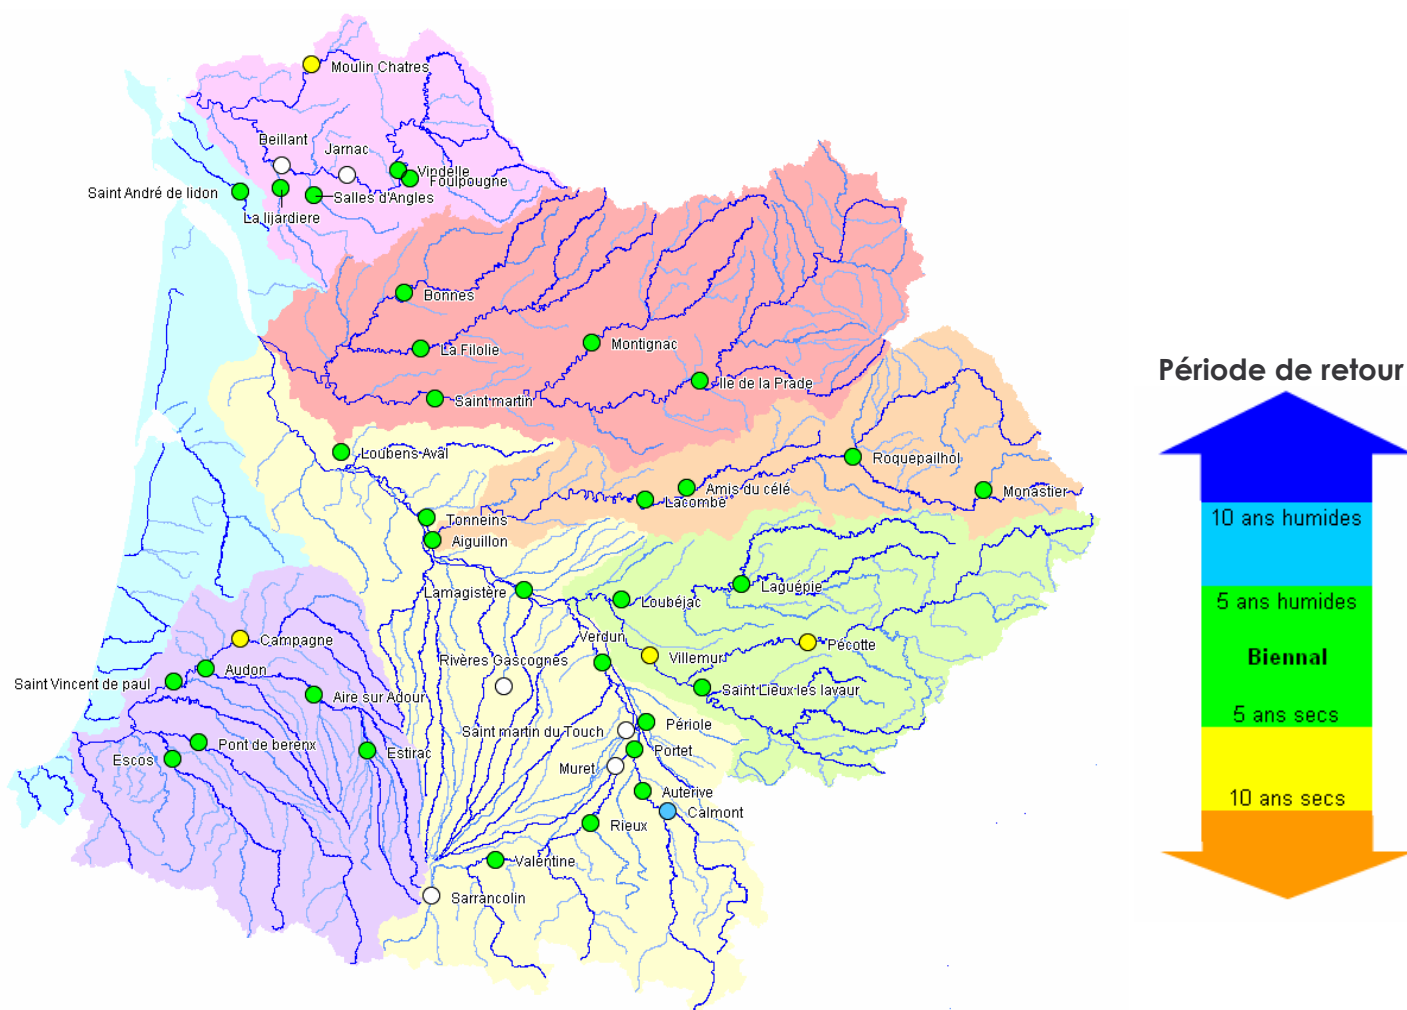 Moulin Chatres
Beillant
Jarnac
Vindelle
Foulpougne
Saint André de lidon
Salles d'Angles
La lijardiere
Bonnes
La Filolie
Montignac
Ile de la Prade
Saint martin
Période de retour
Loubens Aval
Roquepailhol
Amis du célé
Lacombe
Monastier
10 ans humides
Tonneins
Aiguillon
Lamagistère
Laguépie
Loubéjac
5 ans humides
Campagne
Verdun
Pécotte
Villemur
Biennal
Rivères Gascognes
Audon
Saint Vincent de paul
Aire sur Adour
Saint Lieux les lavaur
5 ans secs
Périole
Saint martin du Touch
Pont de berenx
Estirac
Portet
Escos
Muret
Auterive
10 ans secs
Calmont
Rieux
Valentine
Sarrancolin